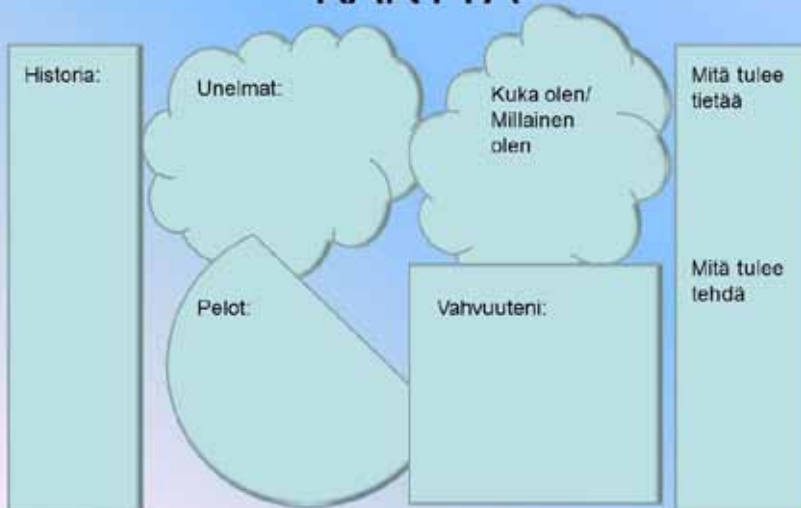 Historia:
Unelmat:
Kuka olen/
Millainen
olen
Mitä tulee
tietää
Mitä tulee
tehdä
Pelot:
Vahvuuteni: